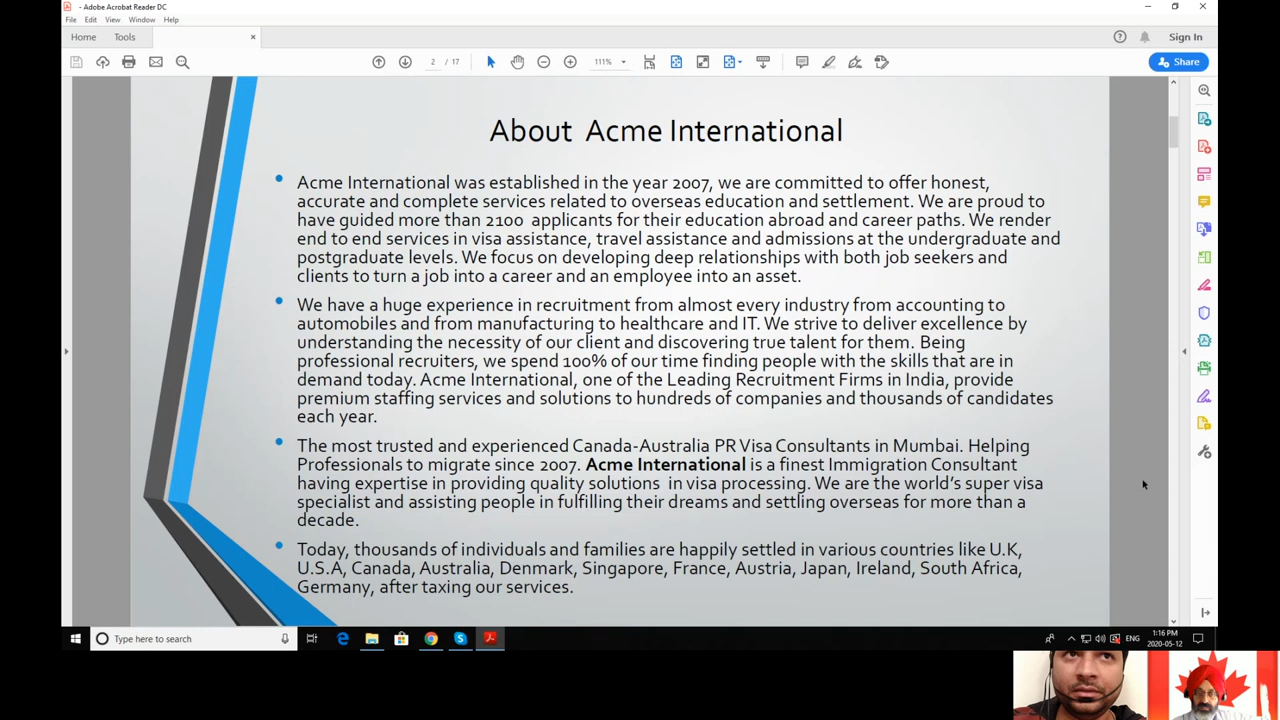 - Adobe Acrobat Reader DC
File Edit View Window Help
Home Tools × Sign In
2 / 17 111% Share
About Acme International
• Acme International was established in the year 2007, we are committed to offer honest,
accurate and complete services related to overseas education and settlement. We are proud to
have guided more than 2020 applicants for their education abroad and career paths. We render
end to end services in visa assistance, travel assistance and admissions at the undergraduate and
postgraduate levels. We focus on developing deep relationships with both job seekers and
clients to turn a job into a career and an employee into an asset.
• We have a huge experience in recruitment from almost every industry from accounting to
automobiles and from manufacturing to healthcare and IT. We strive to deliver excellence by
understanding the necessity of our client and discovering true talent for them. Being
professional recruiters, we spend 100% of our time finding people with the skills that are in
demand today. Acme International, one of the Leading Recruitment Firms in India, provide
premium staffing services and solutions to hundreds of companies and thousands of candidates
each year.
• The most trusted and experienced Canada-Australia PR Visa Consultants in Mumbai. Helping
Professionals to migrate since 2007. Acme International is a finest Immigration Consultant
having expertise in providing quality solutions in visa processing. We are the world's super visa
specialist and assisting people in fulfilling their dreams and settling overseas for more than a
decade.
• Today, thousands of individuals and families are happily settled in various countries like U.K,
U.S.A, Canada, Australia, Denmark, Singapore, France, Austria, Japan, Ireland, South Africa,
Germany, after taxing our services.
Type here to search
ENG
1:16 PM
2020-05-12